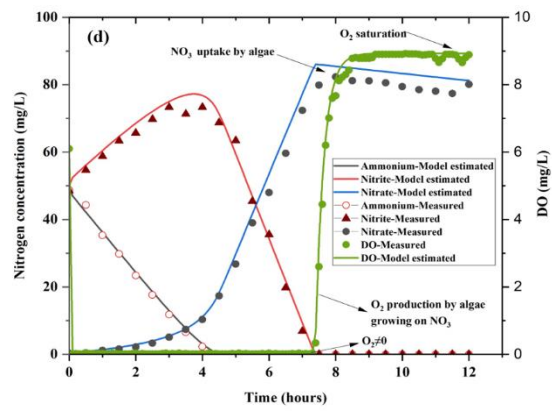 (d)
O₂ saturation
NO₃ uptake by algae
Ammonium-Model estimated
Nitrite-Model estimated
Nitrate-Model estimated
Ammonium-Measured
Nitrite-Measured
Nitrate-Measured
DO-Measured
DO-Model estimated
O₂ production by algae
growing on NO₃
O₂≠0
Nitrogen concentration (mg/L)
100
80
60
40
20
0
DO (mg/L)
10
8
6
4
2
0
0 2 4 6 8 10 12
Time (hours)